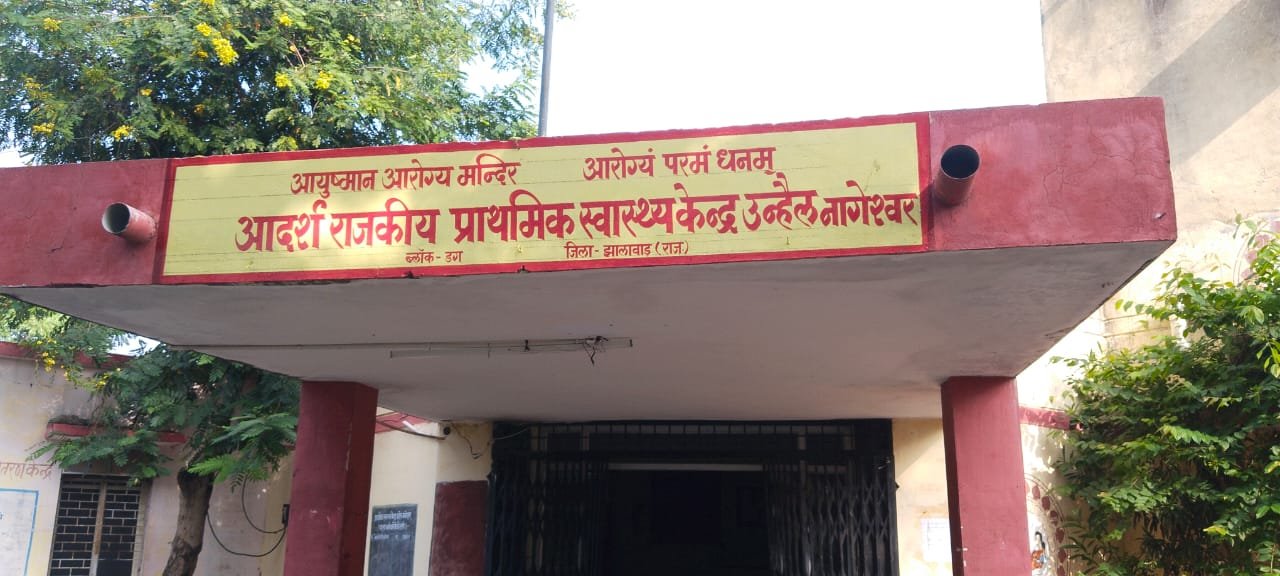 आयुष्मान आरोग्य मन्दिर आरोग्यं परमं धनम्
आदर्श राजकीय प्राथमिक स्वास्थ्य केन्द्र उन्हैल नागेश्वर
ब्लॉक - डग जिला - झालावाड़ (राज.)
केन्द्र